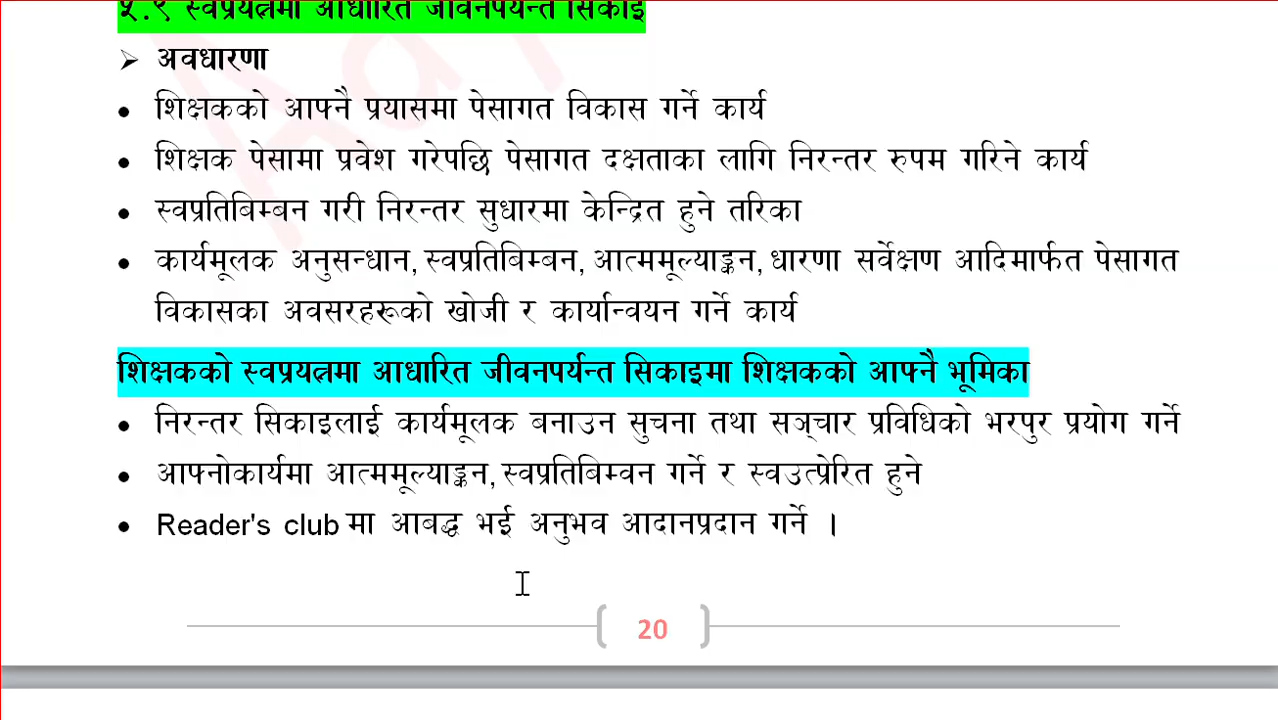 ५.९ स्वप्रयत्नमा आधारित जीवनपर्यन्त सिकाइ
➢ अवधारणा
• शिक्षकको आफ्नै प्रयासमा पेसागत विकास गर्ने कार्य
• शिक्षक पेसामा प्रवेश गरेपछि पेसागत दक्षताका लागि निरन्तर रुपम गरिने कार्य
• स्वप्रतिबिम्बन गरी निरन्तर सुधारमा केन्द्रित हुने तरिका
• कार्यमूलक अनुसन्धान, स्वप्रतिबिम्बन, आत्ममूल्याङ्कन, धारणा सर्वेक्षण आदिमार्फत पेसागत
विकासका अवसरहरूको खोजी र कार्यान्वयन गर्ने कार्य
शिक्षकको स्वप्रयत्नमा आधारित जीवनपर्यन्त सिकाइमा शिक्षकको आफ्नै भूमिका
• निरन्तर सिकाइलाई कार्यमूलक बनाउन सुचना तथा सञ्चार प्रविधिको भरपुर प्रयोग गर्ने
• आफ्नोकार्यमा आत्ममूल्याङ्कन, स्वप्रतिबिम्वन गर्ने र स्वउत्प्रेरित हुने
• Reader's club मा आबद्ध भई अनुभव आदानप्रदान गर्ने ।
20